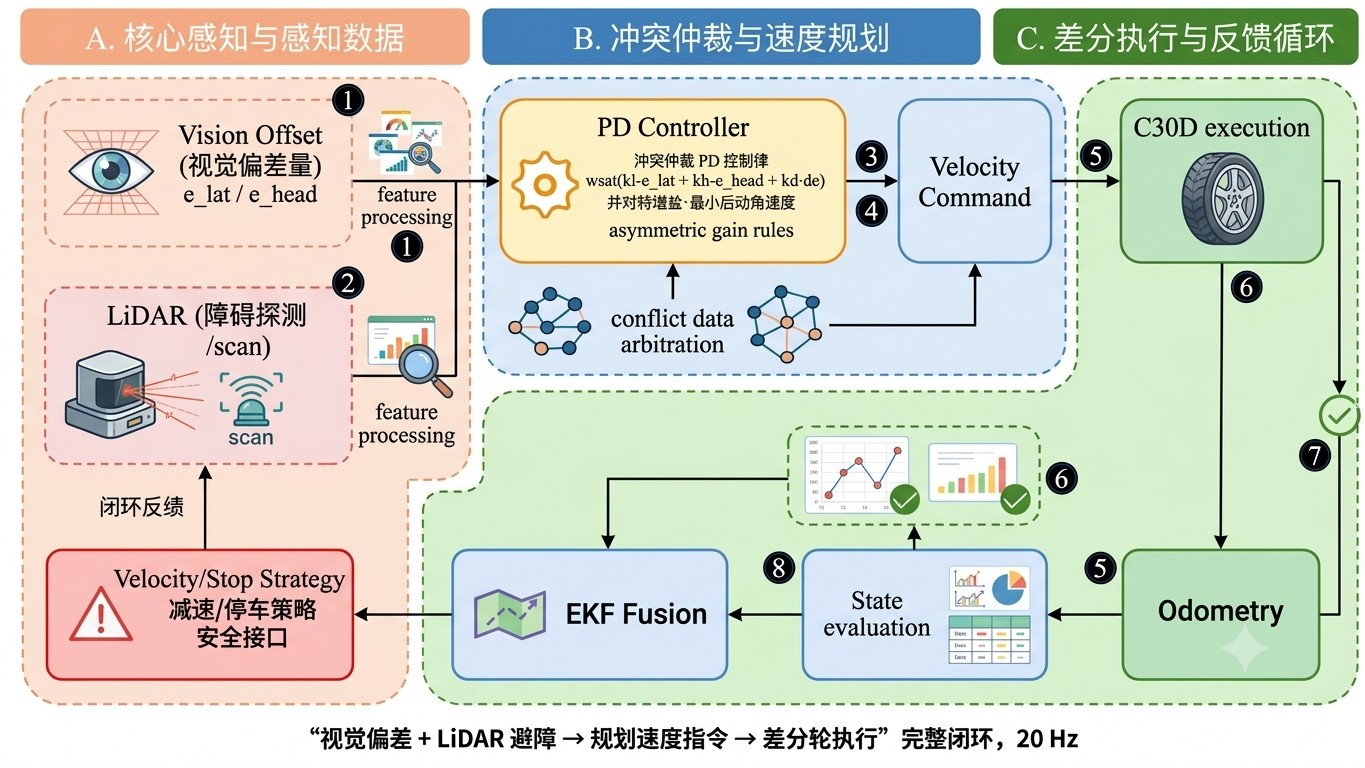 A. 核心感知与感知数据
B. 冲突仲裁与速度规划
C. 差分执行与反馈循环
1
Vision Offset
(视觉偏差量)
e_lat / e_head
feature
processing
1
2
LiDAR (障碍探测
/scan)
scan
feature
processing
闭环反绩
Velocity/Stop Strategy
减速/停车策略
安全接口
PD Controller
冲突仲裁 PD 控制律
wsat(kl-e_lat + kh-e_head + kd·de)
并对特增盐·最小后动角速度
asymmetric gain rules
conflict data
arbitration
3
4
Velocity
Command
5
C30D execution
6
7
6
EKF Fusion
8
State
evaluation
5
Odometry
“视觉偏差 + LiDAR 避障 → 规划速度指令 → 差分轮执行”完整闭环，20 Hz